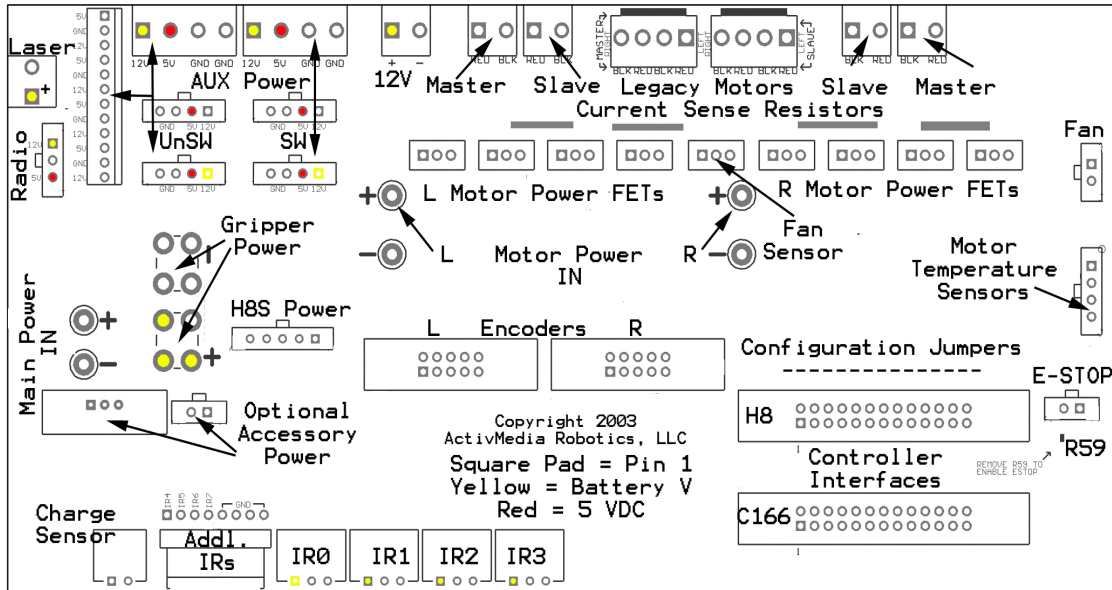 Laser
+
5V
GND
12V
GND
5V
GND
12V
5V
GND
5V
GND
GND
12V
12V 5V GND GND
12V 5V GND GND
AUX Power
GND 5V 12V
GND 5V 12V
UnSW
SW
GND 5V 12V
GND 5V 12V
Radio
12V
5V
+ -
12V
RED BLK
Master
RED BLK
Slave
MASTER
RIGHT LEFT
BLK RED BLK RED
Legacy Motors
RIGHT LEFT
SLAVE
BLK RED BLK RED
RED BLK
Slave
RED BLK
Master
Current Sense Resistors
Fan
L Motor Power FETs
R Motor Power FETs
Fan
Sensor
+ L
- 
Motor Power
IN
+ R
-
Motor
Temperature
Sensors
Gripper
Power
+
+
H8S Power
Main Power
IN
+
-
L Encoders R
Configuration Jumpers
--------------
E-STOP
H8
1
R59
REMOVE R59 TO
ENABLE ESTOP
Optional
Accessory
Power
Copyright 2003
ActivMedia Robotics, LLC
Square Pad = Pin 1
Yellow = Battery V
Red = 5 VDC
Controller
Interfaces
C166
1
Charge
Sensor
IR4 IR5 IR6 IR7 GND
Addl.
IRs
IR0
IR1
IR2
IR3